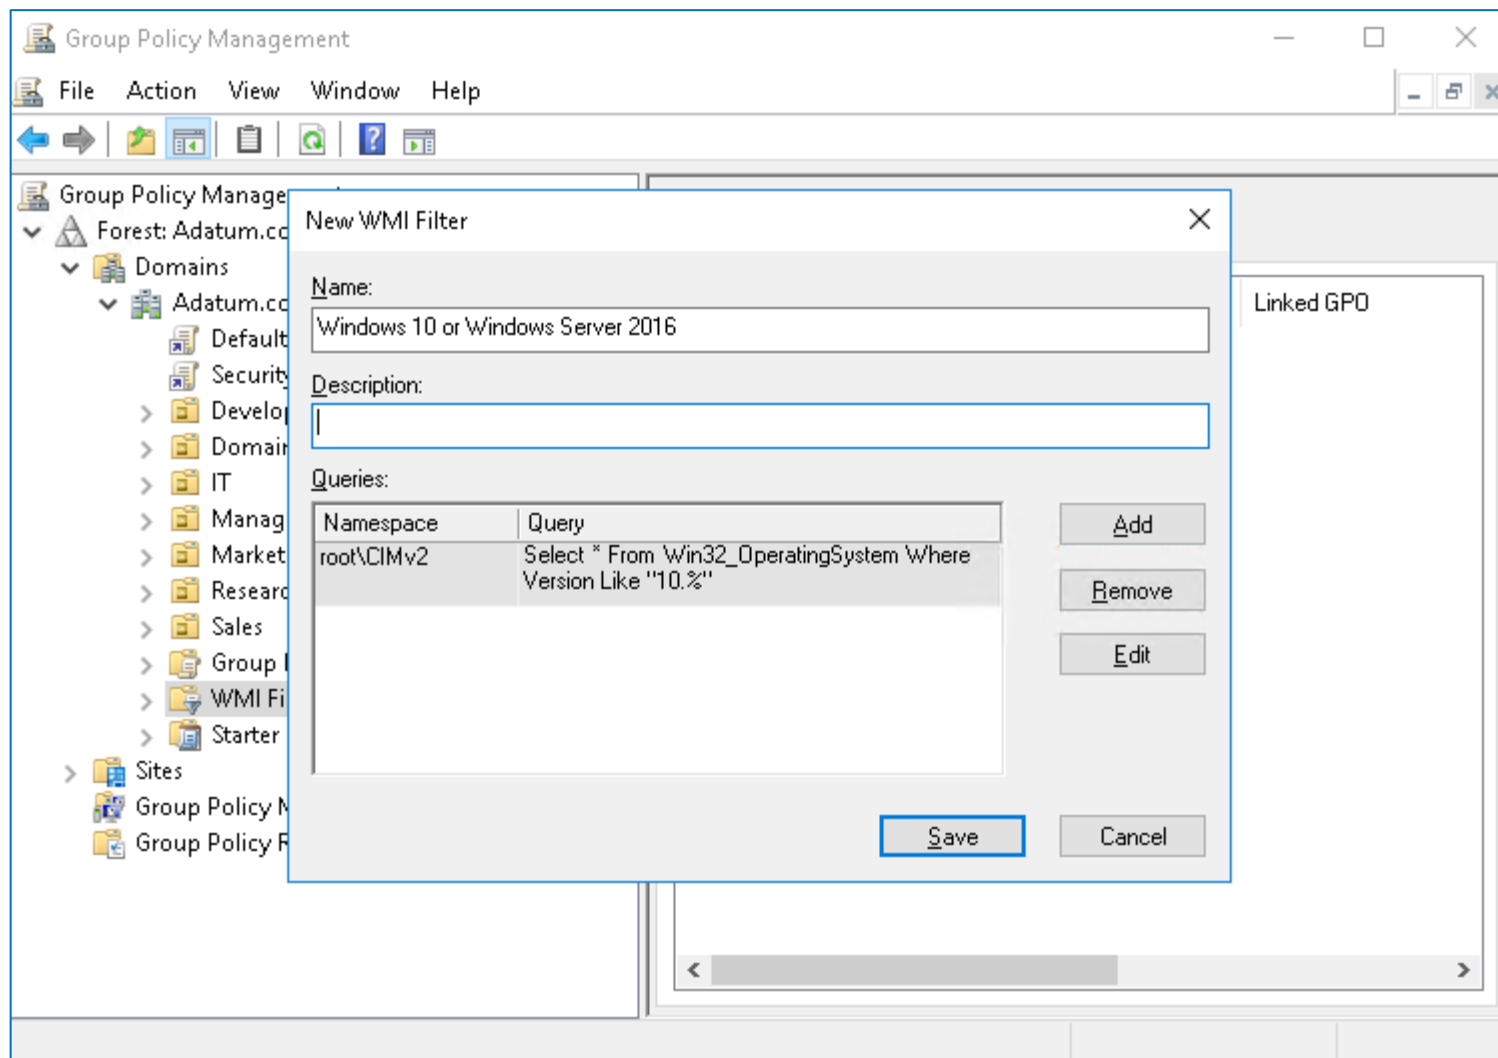 Group Policy Management
File Action View Window Help
Group Policy Manage
Forest: Adatum.co
Domains
Adatum.co
Default
Security
Develop
Domain
IT
Manag
Market
Researc
Sales
Group
WMI Fi
Starter
Sites
Group Policy M
Group Policy R
New WMI Filter
Name:
Windows 10 or Windows Server 2016
Description:
Queries:
Namespace Query
root\CIMv2 Select * From Win32_OperatingSystem Where
Version Like "10.%"
Add
Remove
Edit
Save Cancel
Linked GPO